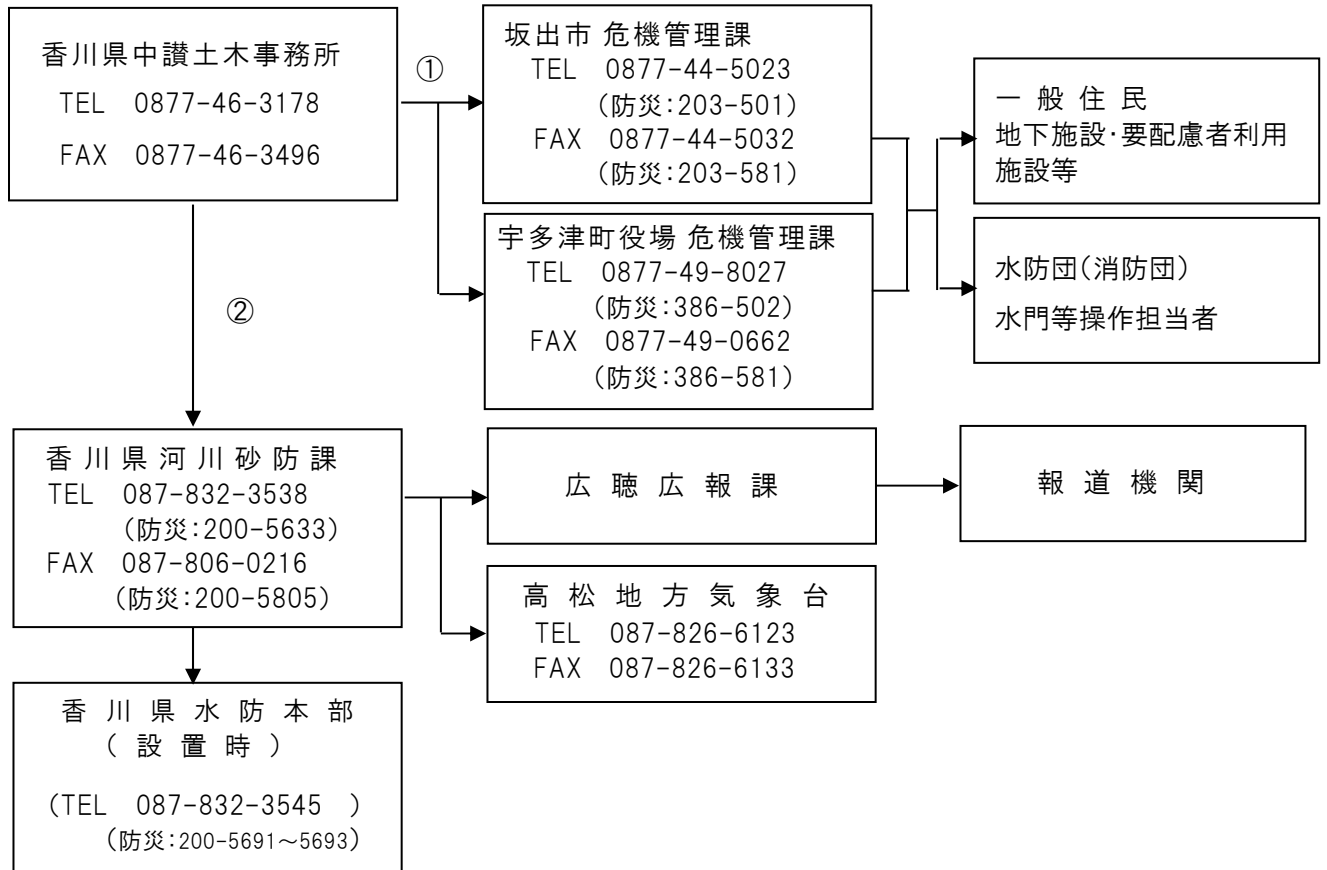 香川県中讃土木事務所
TEL 0877-46-3178
FAX 0877-46-3496
①
坂出市 危機管理課
TEL 0877-44-5023
(防災:203-501)
FAX 0877-44-5032
(防災:203-581)
宇多津町役場 危機管理課
TEL 0877-49-8027
(防災:386-502)
FAX 0877-49-0662
(防災:386-581)
一般住民
地下施設・要配慮者利用
施設等
水防団(消防団)
水門等操作担当者
②
香川県河川砂防課
TEL 087-832-3538
(防災:200-5633)
FAX 087-806-0216
(防災:200-5805)
広聴広報課
報道機関
高松地方気象台
TEL 087-826-6123
FAX 087-826-6133
香川県水防本部
(設置時)
(TEL 087-832-3545 )
(防災:200-5691～5693)